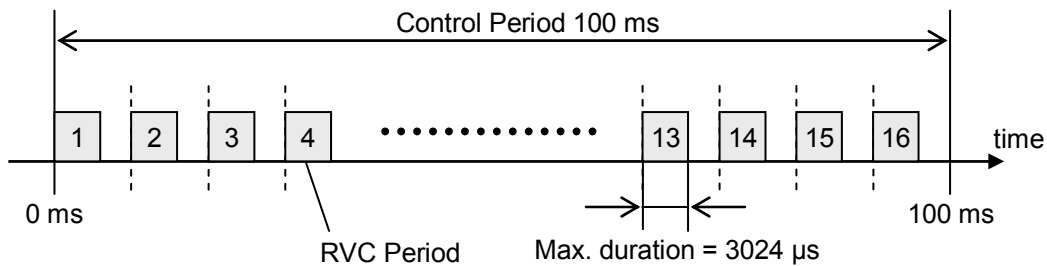 Control Period 100 ms
1 2 3 4 13 14 15 16 time
0 ms 100 ms
RVC Period Max. duration = 3024 µs